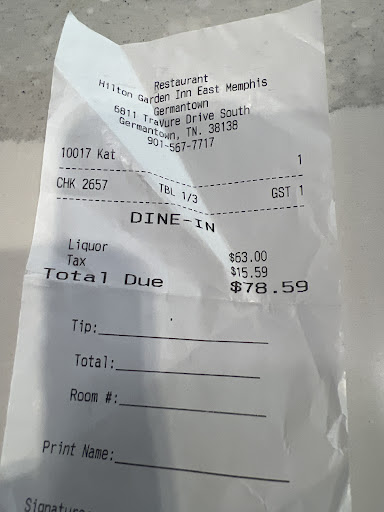 Restaurant
Hilton Garden Inn East Memphis
Germantown
6811 TraVure Drive South
Germantown, TN. 38138
901-567-7717
10017 Kat 1
CHK 2657 TBL 1/3 GST 1
DINE-IN
Liquor $63.00
Tax $15.59
Total Due $78.59
Tip:
Total:
Room #:
Print Name:
Signature